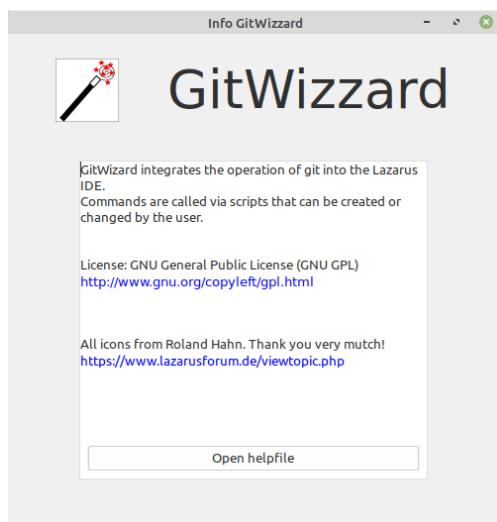 Info GitWizzard
GitWizzard
GitWizard integrates the operation of git into the Lazarus
IDE.
Commands are called via scripts that can be created or
changed by the user.
License: GNU General Public License (GNU GPL)
http://www.gnu.org/copyleft/gpl.html
All icons from Roland Hahn. Thank you very mutch!
https://www.lazarusforum.de/viewtopic.php
Open helpfile